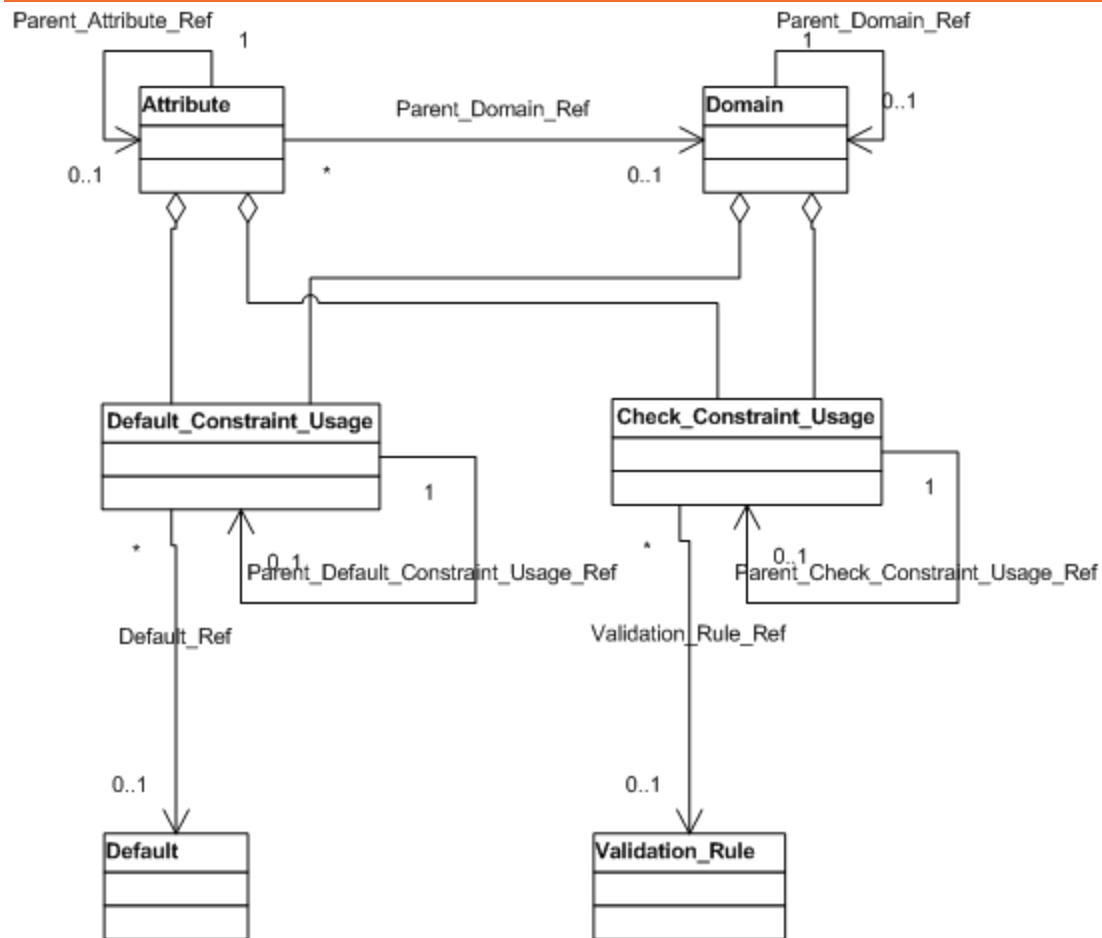 Parent_Attribute_Ref
Parent_Domain_Ref
1
1
Attribute
Parent_Domain_Ref
Domain
0..1
0..1
*
0..1
Default_Constraint_Usage
Check_Constraint_Usage
1
1
*
0..1
*
0..1
Parent_Default_Constraint_Usage_Ref
Parent_Check_Constraint_Usage_Ref
Default_Ref
Validation_Rule_Ref
0..1
0..1
Default
Validation_Rule